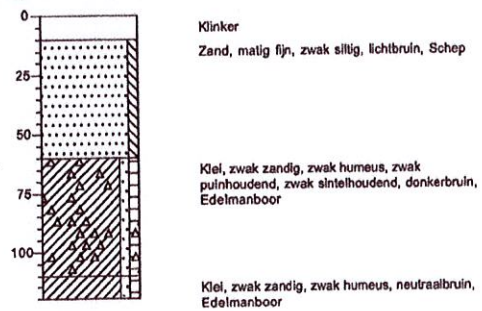 0
Klinker
Zand, matig fijn, zwak siltig, lichtbruin, Schep
25
50
Klei, zwak zandig, zwak humeus, zwak
puinhoudend, zwak sintelhoudend, donkerbruin,
Edelmanboor
75
100
Klei, zwak zandig, zwak humeus, neutraalbruin,
Edelmanboor